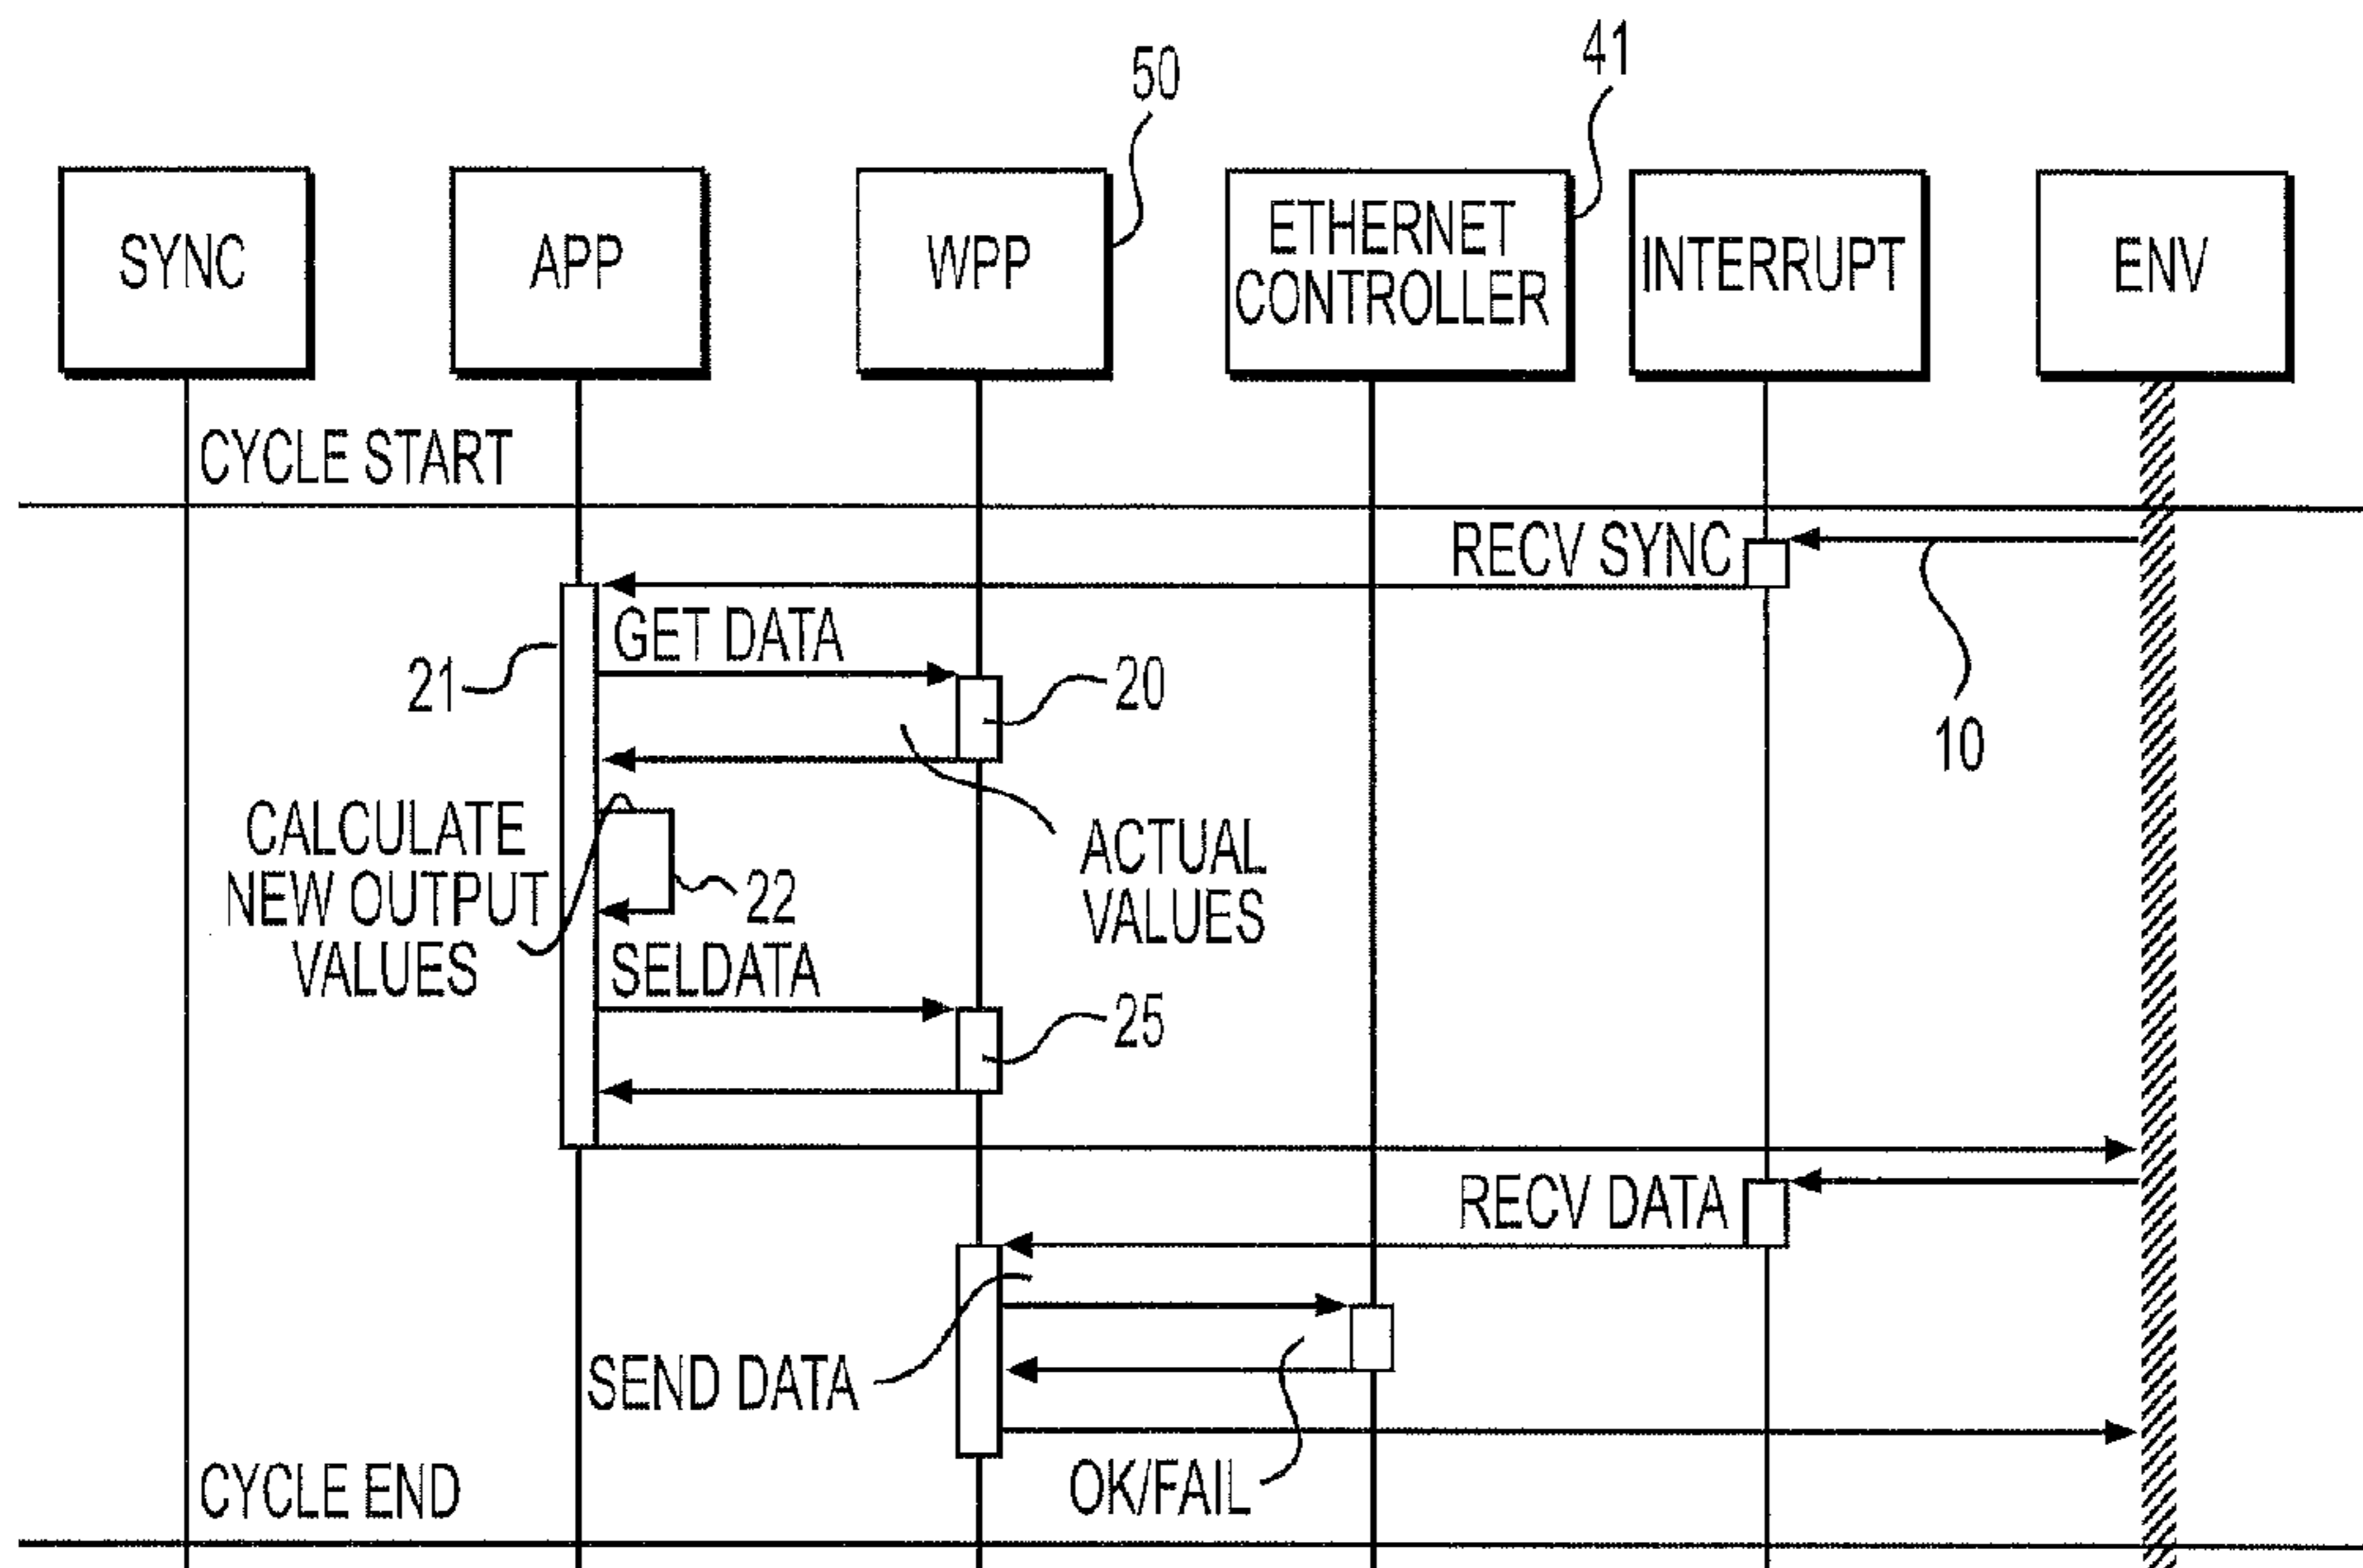 50
41
SYNC
APP
WPP
ETHERNET
CONTROLLER
INTERRUPT
ENV
CYCLE START
RECV SYNC
GET DATA
21
20
10
CALCULATE
NEW OUTPUT
VALUES
22
ACTUAL
VALUES
SELDATA
25
RECV DATA
SEND DATA
OK/FAIL
CYCLE END